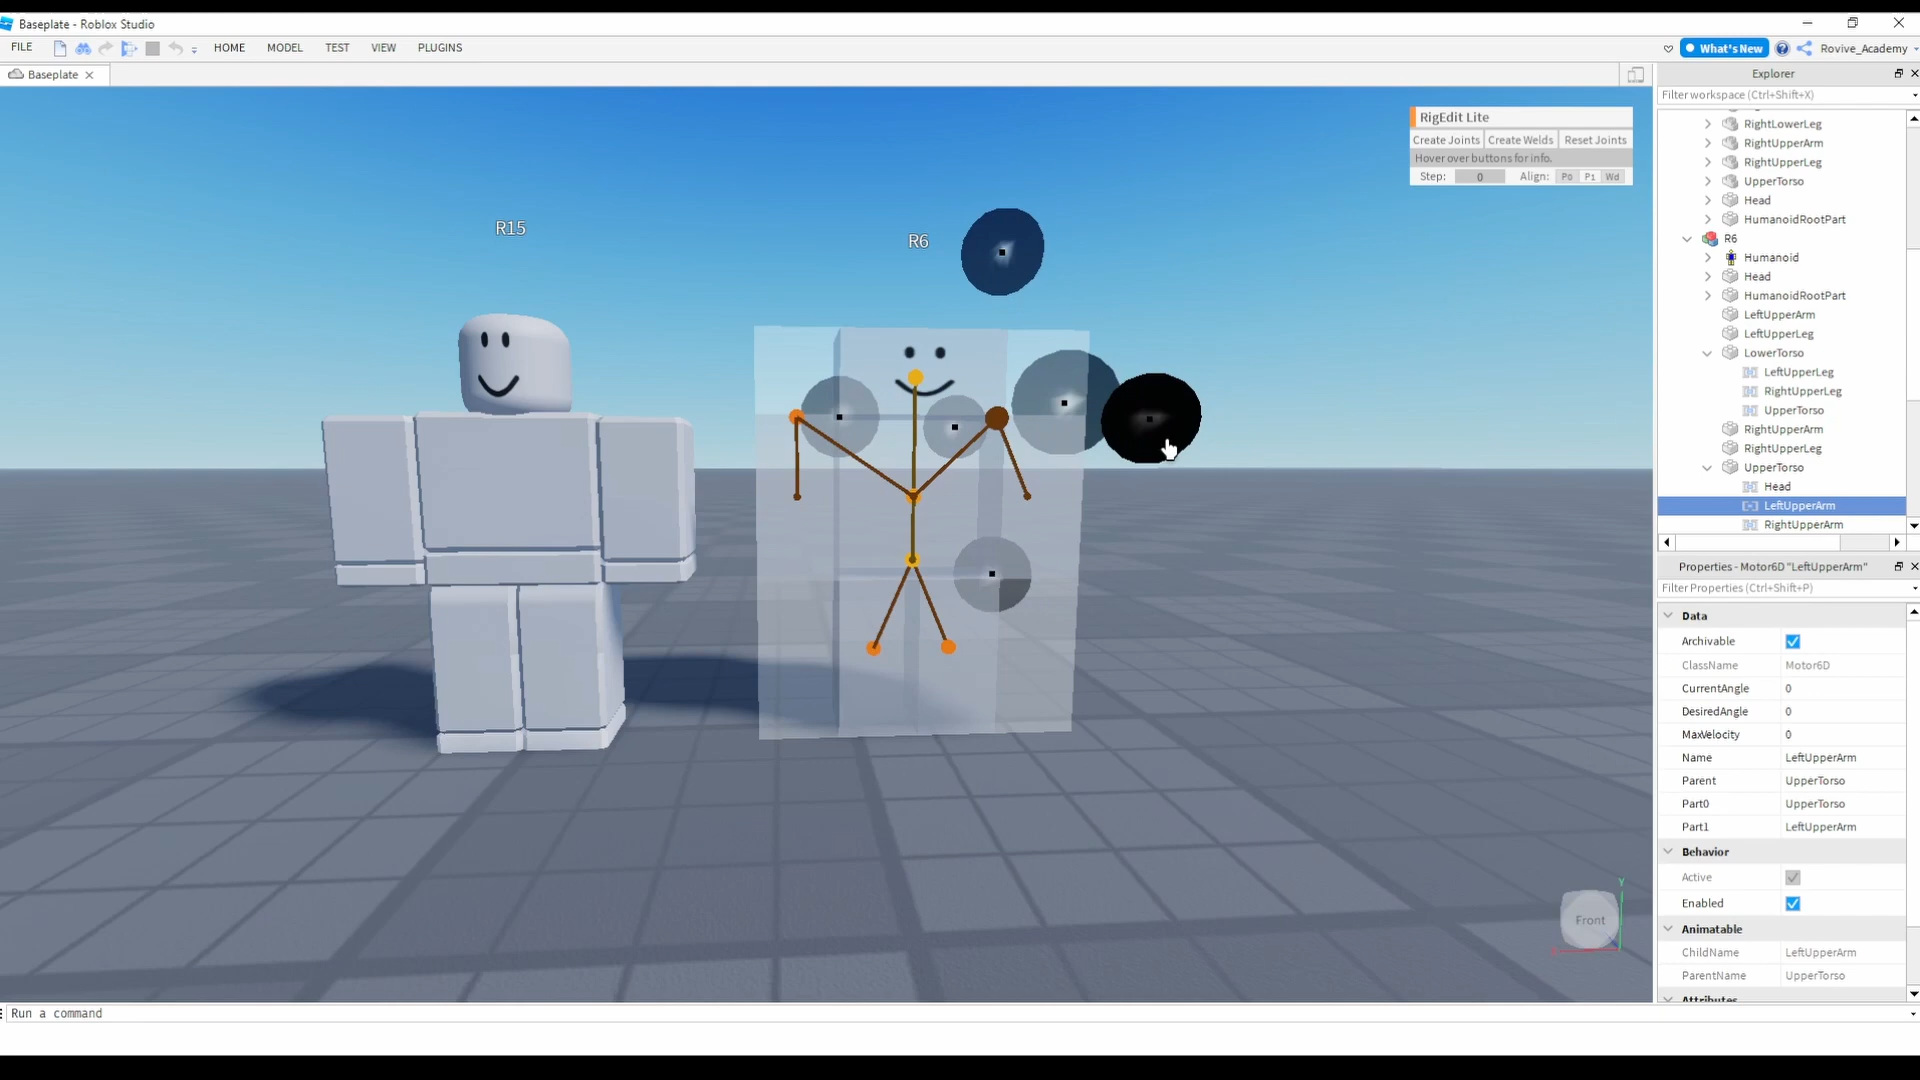 Baseplate - Roblox Studio
FILE HOME MODEL TEST VIEW PLUGINS
What's New Rovive_Academy
Baseplate
R15
R6
RigEdit Lite
Create Joints Create Welds Reset Joints
Hover over buttons for info.
Step: 0 Align: P0 P1 Wd
Front
Explorer
Filter workspace (Ctrl+Shift+X)
RightLowerLeg
RightUpperArm
RightUpperLeg
UpperTorso
Head
HumanoidRootPart
R6
Humanoid
Head
HumanoidRootPart
LeftUpperArm
LeftUpperLeg
LowerTorso
LeftUpperLeg
RightUpperLeg
UpperTorso
RightUpperArm
RightUpperLeg
UpperTorso
Head
LeftUpperArm
RightUpperArm
Properties - Motor6D "LeftUpperArm"
Filter Properties (Ctrl+Shift+P)
Data
Archivable
ClassName Motor6D
CurrentAngle 0
DesiredAngle 0
MaxVelocity 0
Name LeftUpperArm
Parent UpperTorso
Part0 UpperTorso
Part1 LeftUpperArm
Behavior
Active
Enabled
Animatable
ChildName LeftUpperArm
ParentName UpperTorso
Attributes
Run a command